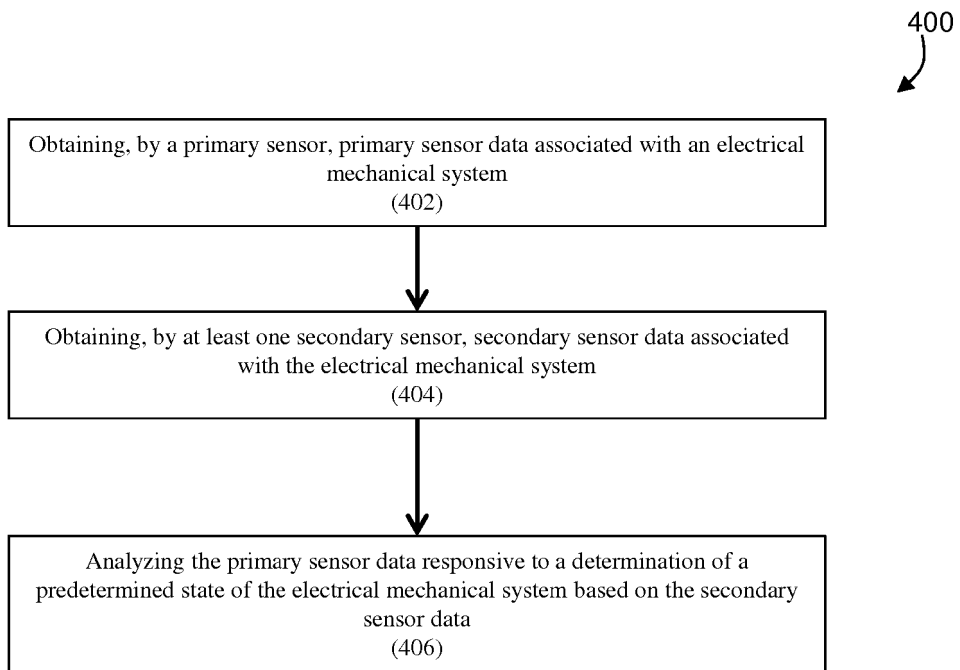 400
Obtaining, by a primary sensor, primary sensor data associated with an electrical
mechanical system
(402)
Obtaining, by at least one secondary sensor, secondary sensor data associated
with the electrical mechanical system
(404)
Analyzing the primary sensor data responsive to a determination of a
predetermined state of the electrical mechanical system based on the secondary
sensor data
(406)